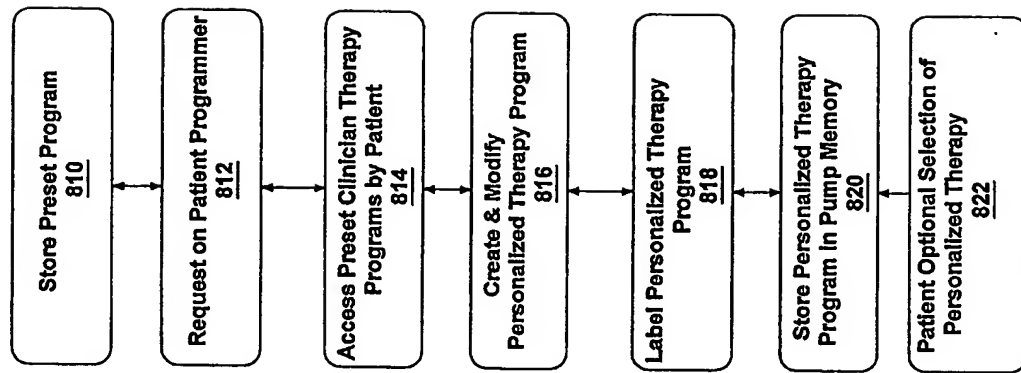 Store Preset Program
810
Request on Patient Programmer
812
Access Preset Clinician Therapy
Programs by Patient
814
Create & Modify
Personalized Therapy Program
816
Label Personalized Therapy
Program
818
Store Personalized Therapy
Program In Pump Memory
820
Patient Optional Selection of
Personalized Therapy
822